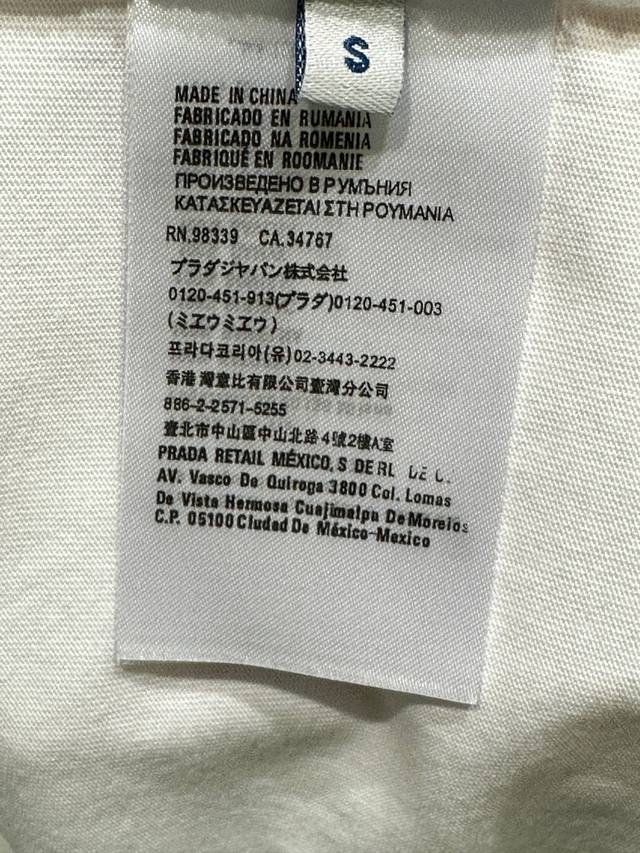 S
MADE IN CHINA
FABRICADO EN RUMANIA
FABRICADO NA ROMENIA
FABRIQUÉ EN ROOMANIE
ПРОИЗВЕДЕНО В РУМЪНИЯ
ΚΑΤΑΣΚΕΥΑΖΕΤΑΙ ΣΤΗ ΡΟΥΜΑΝΙΑ
RN.98339 CA.34767
プラダジャパン株式会社
0120-451-913(プラダ)0120-451-003
(ミエウミエウ)
프라다코리아(유)02-3443-2222
香港灣意比有限公司臺灣分公司
886-2-2571-5255
臺北市中山區中山北路4號2樓A室
PRADA RETAIL MÉXICO, S DE RL DE C.
AV. Vasco De Quiroga 3800 Col. Lomas
De Vista Hermosa Cuajimalpa De Morelos
C.P. 05100 Ciudad De México-Mexico